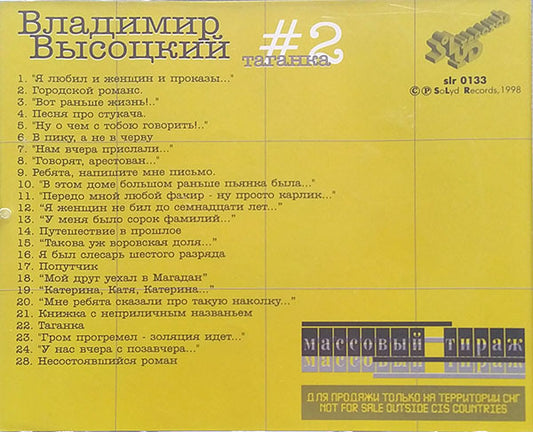 Владимир
Высоцкий
#2
таганка
slr 0133
© ℗ SoLyd Records, 1998
1. "Я любил и женщин и проказы..."
2. Городской романс.
3. "Вот раньше жизнь!.."
4. Песня про стукача.
5. "Ну о чем с тобою говорить!.."
6. В пику, а не в черву
7. "Нам вчера прислали..."
8. "Говорят, арестован..."
9. Ребята, напишите мне письмо.
10. "В этом доме большом раньше пьянка была..."
11. "Передо мной любой факир - ну просто карлик..."
12. "Я женщин не бил до семнадцати лет..."
13. "У меня было сорок фамилий..."
14. Путешествие в прошлое
15. "Такова уж воровская доля..."
16. Я был слесарь шестого разряда
17. Попутчик
18. "Мой друг уехал в Магадан"
19. "Катерина, Катя, Катерина..."
20. "Мне ребята сказали про такую наколку..."
21. Книжка с неприличным названьем
22. Таганка
23. "Гром прогремел - золяция идет..."
24. "У нас вчера с позавчера..."
28. Несостоявшийся роман
массовый тираж
массовый тираж
ДЛЯ ПРОДАЖИ ТОЛЬКО НА ТЕРРИТОРИИ СНГ
NOT FOR SALE OUTSIDE CIS COUNTRIES